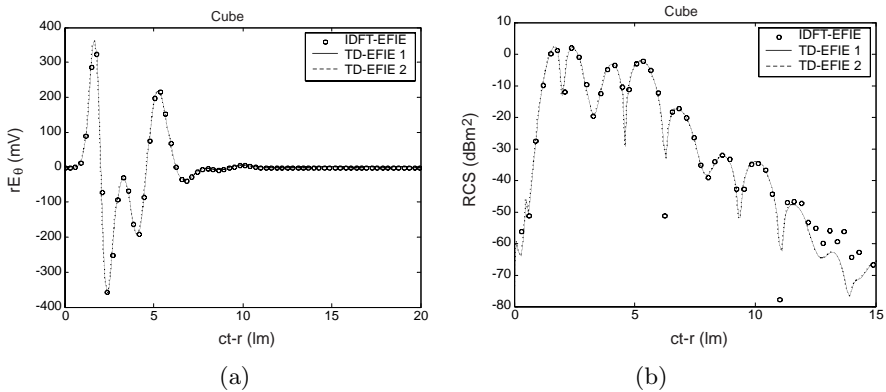 Cube
400
300
200
100
0
-100
-200
-300
-400
rEθ (mV)
IDFT-EFIE
TD-EFIE 1
TD-EFIE 2
0 5 10 15 20
ct-r (lm)
(a)
Cube
0
-10
-20
-30
-40
-50
-60
-70
-80
RCS (dBm²)
IDFT-EFIE
TD-EFIE 1
TD-EFIE 2
0 5 10 15
ct-r (lm)
(b)